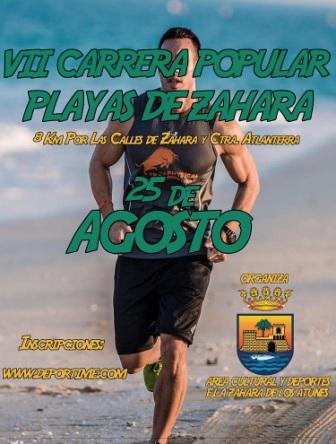 VII CARRERA POPULAR
PLAYAS DE ZAHARA
8 Km Por Las Calles de Zahara y Ctra. Atlanterra
25 de
AGOSTO
ORGANIZA
Inscripciones:
www.deportime.com
AREA CULTURAL Y DEPORTES
E.L.A ZAHARA DE LOS ATUNES